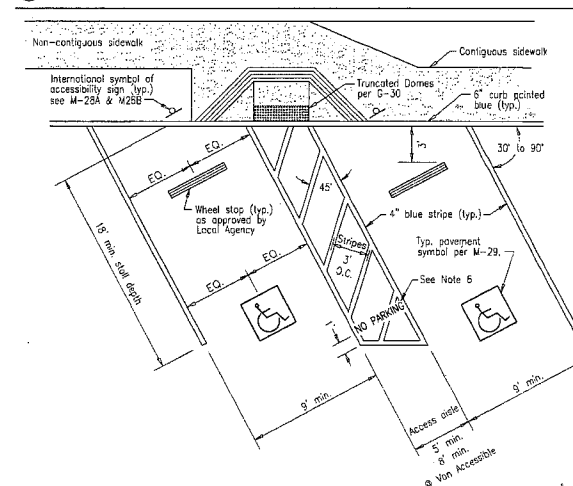 Non-contiguous sidewalk
Contiguous sidewalk
International symbol of
accessibility sign (typ.)
see M-28A & M28B
Truncated Domes
per G-30
6" curb painted
blue (typ.)
EQ.
EQ.
3'
30° to 90°
45°
18' min. stall depth
Wheel stop (typ.)
as approved by
Local Agency
4" blue stripe (typ.)
Stripes
3'
O.C.
EQ.
EQ.
Typ. pavement
symbol per M-29.
See Note 6
NO PARKING
1'
9' min.
9' min.
Access aisle
5' min.
8' min.
@ Van Accessible